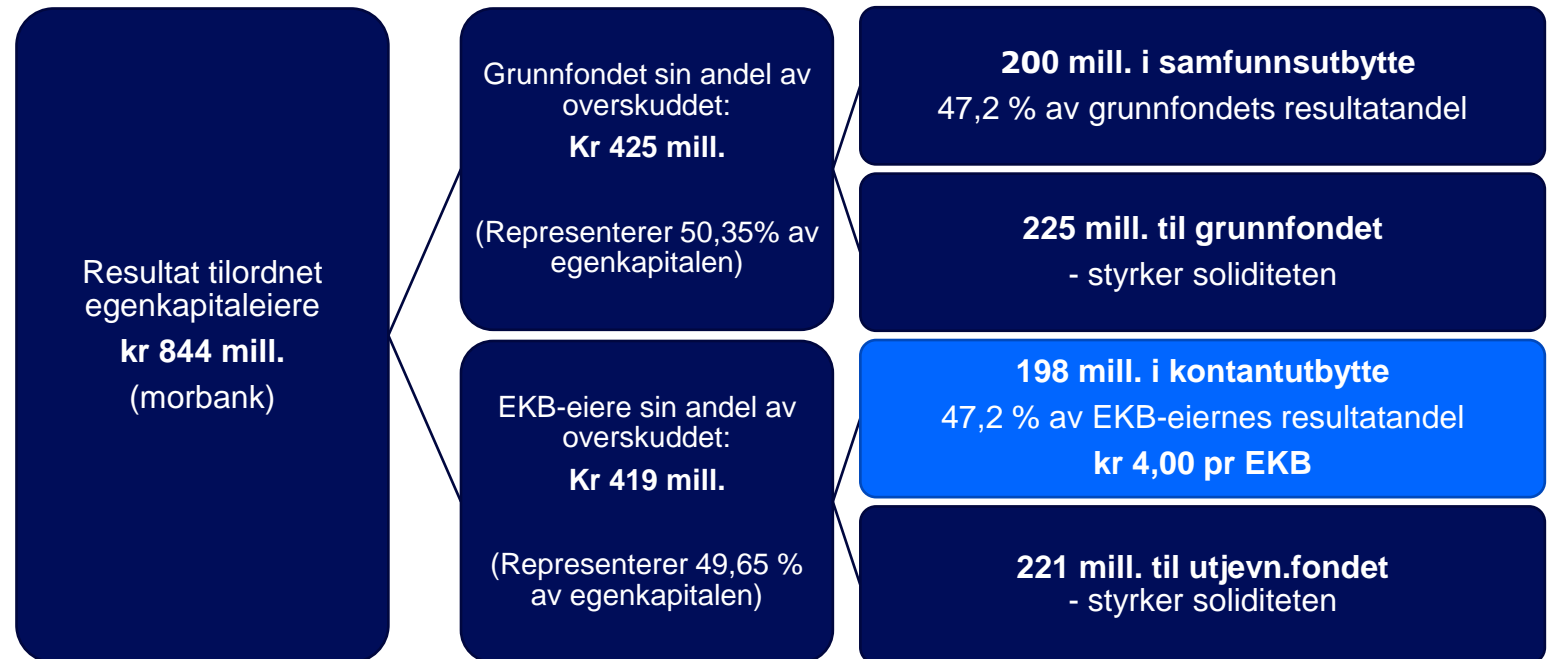 Resultat tilordnet
egenkapitaleiere
kr 844 mill.
(morbank)
Grunnfondet sin andel av
overskuddet:
Kr 425 mill.
(Representerer 50,35% av
egenkapitalen)
EKB-eiere sin andel av
overskuddet:
Kr 419 mill.
(Representerer 49,65 %
av egenkapitalen)
200 mill. i samfunnsutbytte
47,2 % av grunnfondets resultatandel
225 mill. til grunnfondet
- styrker soliditeten
198 mill. i kontantutbytte
47,2 % av EKB-eiernes resultatandel
kr 4,00 pr EKB
221 mill. til utjevn.fondet
- styrker soliditeten